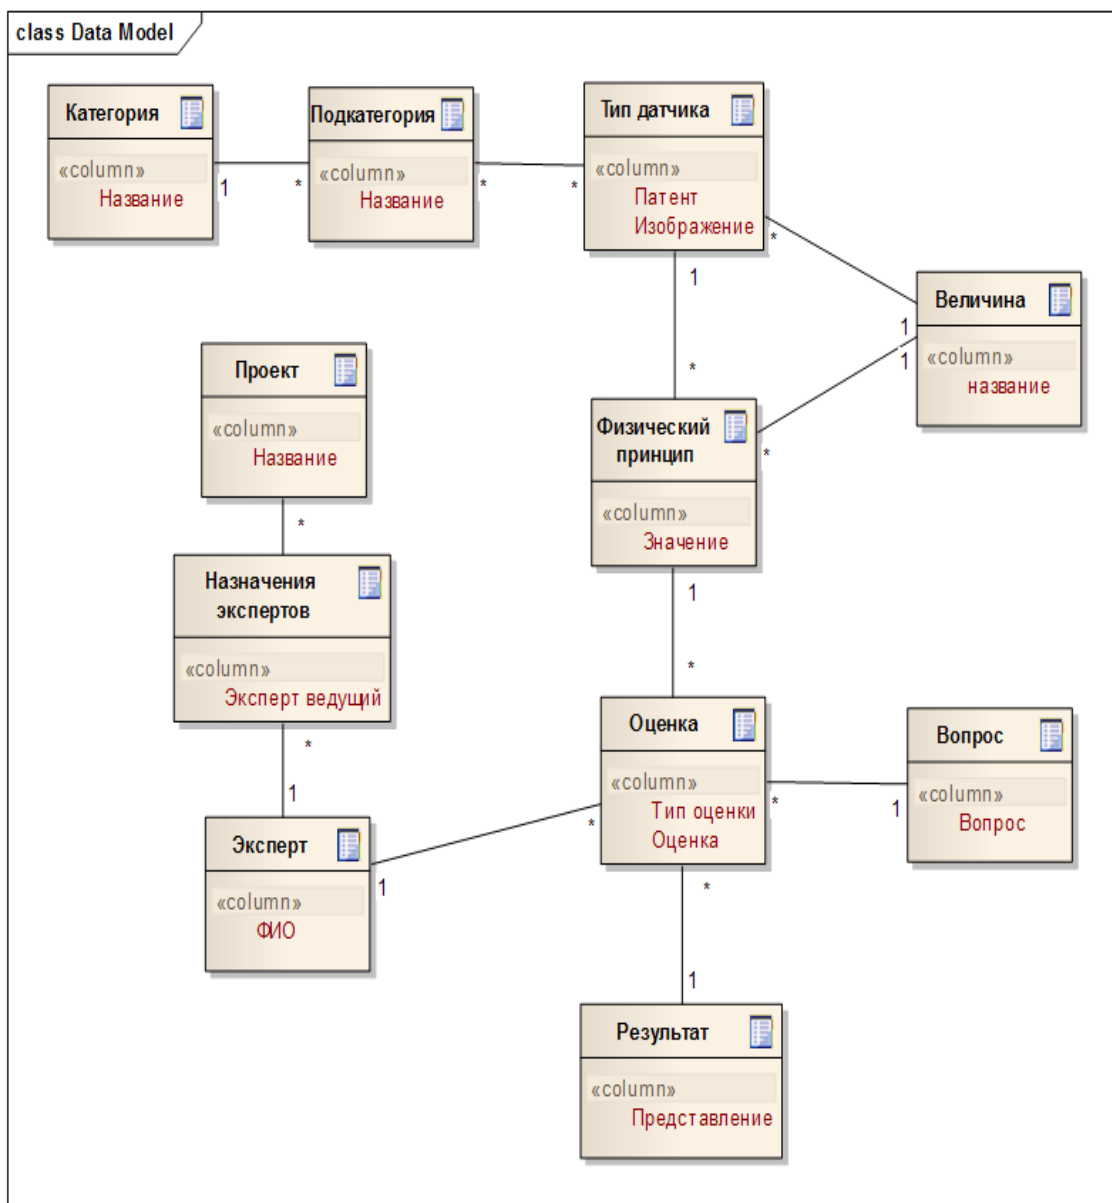 class Data Model
Категория
«column»
Название
1
*
Подкатегория
«column»
Название
*
*
Тип датчика
«column»
Патент
Изображение
*
1
Величина
«column»
название
1
1
*
*
Физический
принцип
«column»
Значение
1
Проект
«column»
Название
*
Назначения
экспертов
«column»
Эксперт ведущий
*
1
Эксперт
«column»
ФИО
1
*
*
Оценка
«column»
Тип оценки
Оценка
*
1
Вопрос
«column»
Вопрос
*
1
Результат
«column»
Представление